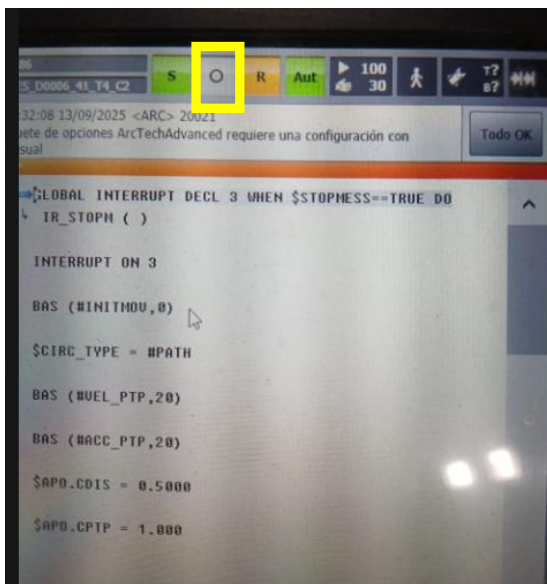 S O R Aut 100 30 T? B?
:32:08 13/09/2025 <ARC> 20021
uete de opciones ArcTechAdvanced requiere una configuración con
sual
Todo OK
GLOBAL INTERRUPT DECL 3 WHEN $STOPMESS==TRUE DO
IR_STOPM ( )
INTERRUPT ON 3
BAS (#INITMOV,0)
$CIRC_TYPE = #PATH
BAS (#VEL_PTP,20)
BAS (#ACC_PTP,20)
$APO.CDIS = 0.5000
$APO.CPTP = 1.000